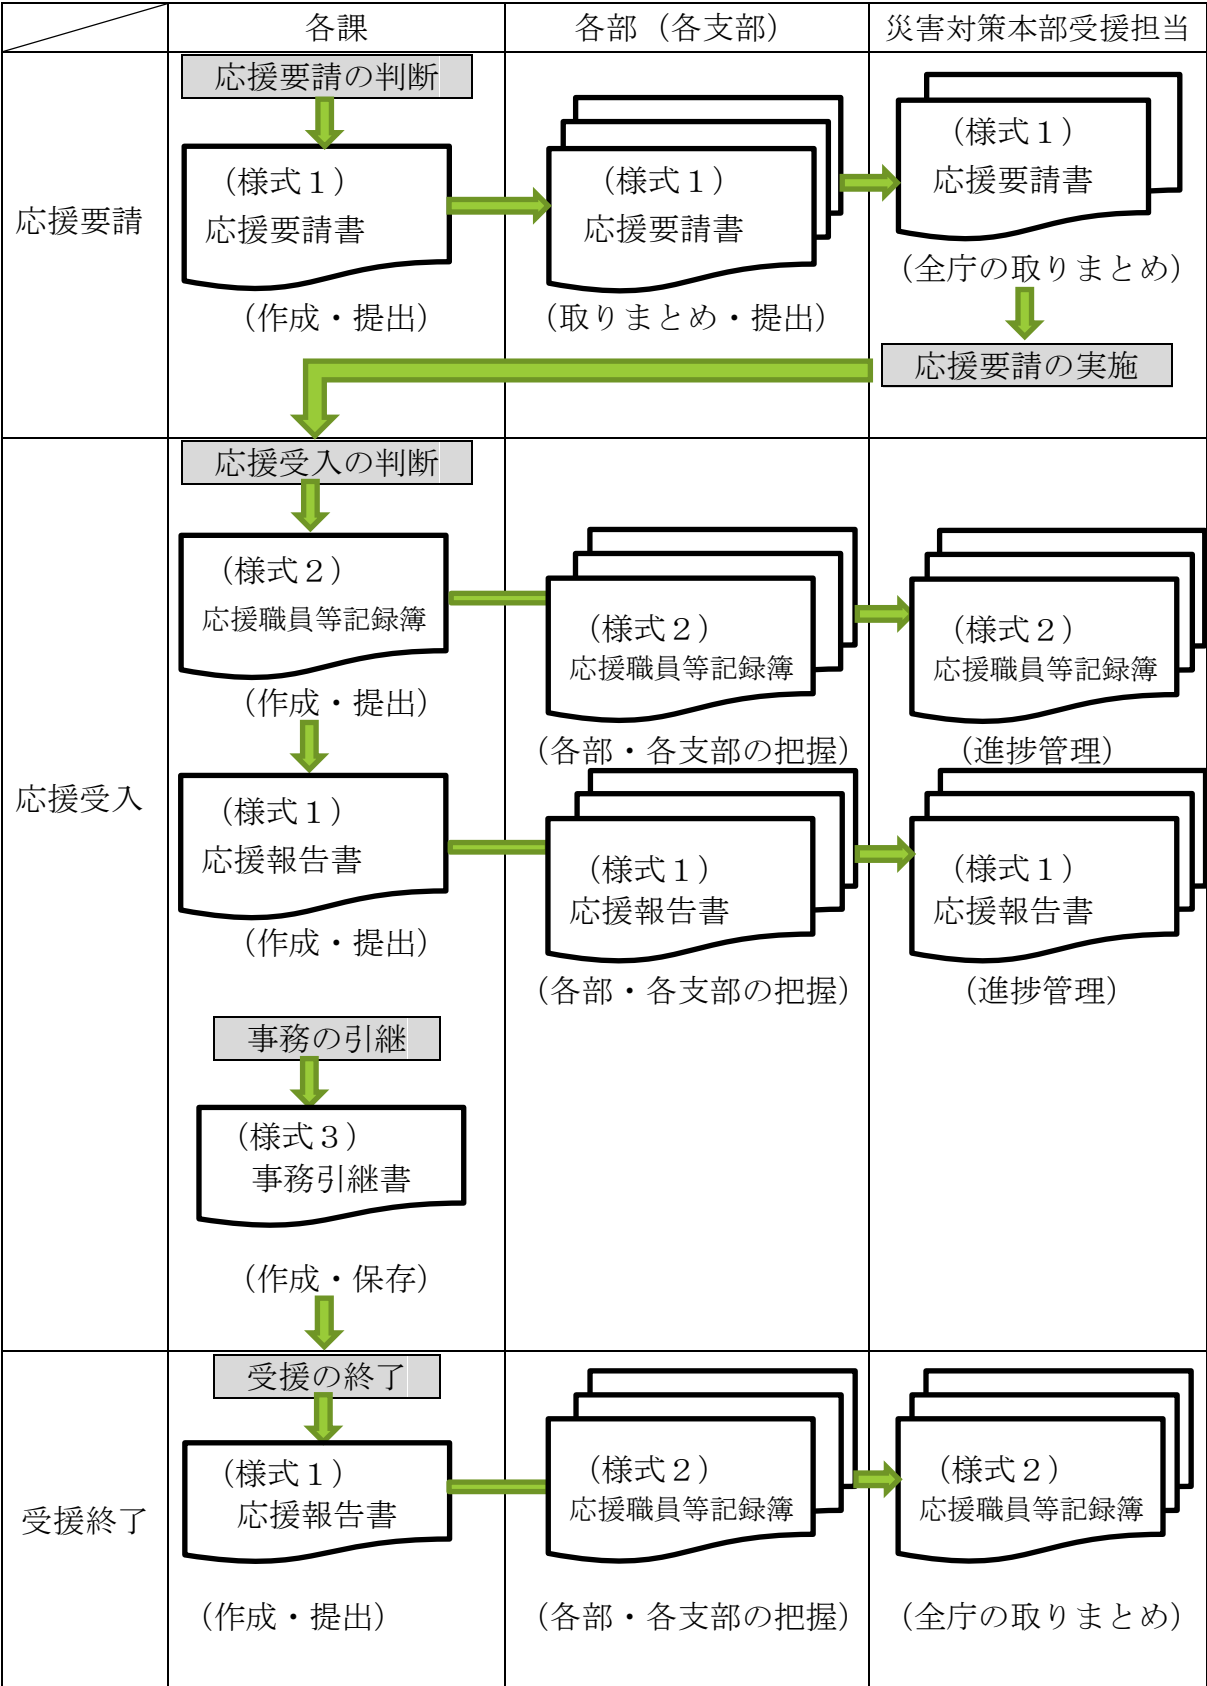 各課
各部（各支部）
災害対策本部受援担当
応援要請
応援要請の判断
（様式１）
応援要請書
（作成・提出）
（様式１）
応援要請書
（取りまとめ・提出）
（様式１）
応援要請書
（全庁の取りまとめ）
応援要請の実施
応援受入
応援受入の判断
（様式２）
応援職員等記録簿
（作成・提出）
（様式２）
応援職員等記録簿
（各部・各支部の把握）
（様式２）
応援職員等記録簿
（進捗管理）
（様式１）
応援報告書
（作成・提出）
（様式１）
応援報告書
（各部・各支部の把握）
（様式１）
応援報告書
（進捗管理）
事務の引継
（様式３）
事務引継書
（作成・保存）
受援終了
受援の終了
（様式１）
応援報告書
（作成・提出）
（様式２）
応援職員等記録簿
（各部・各支部の把握）
（様式２）
応援職員等記録簿
（全庁の取りまとめ）